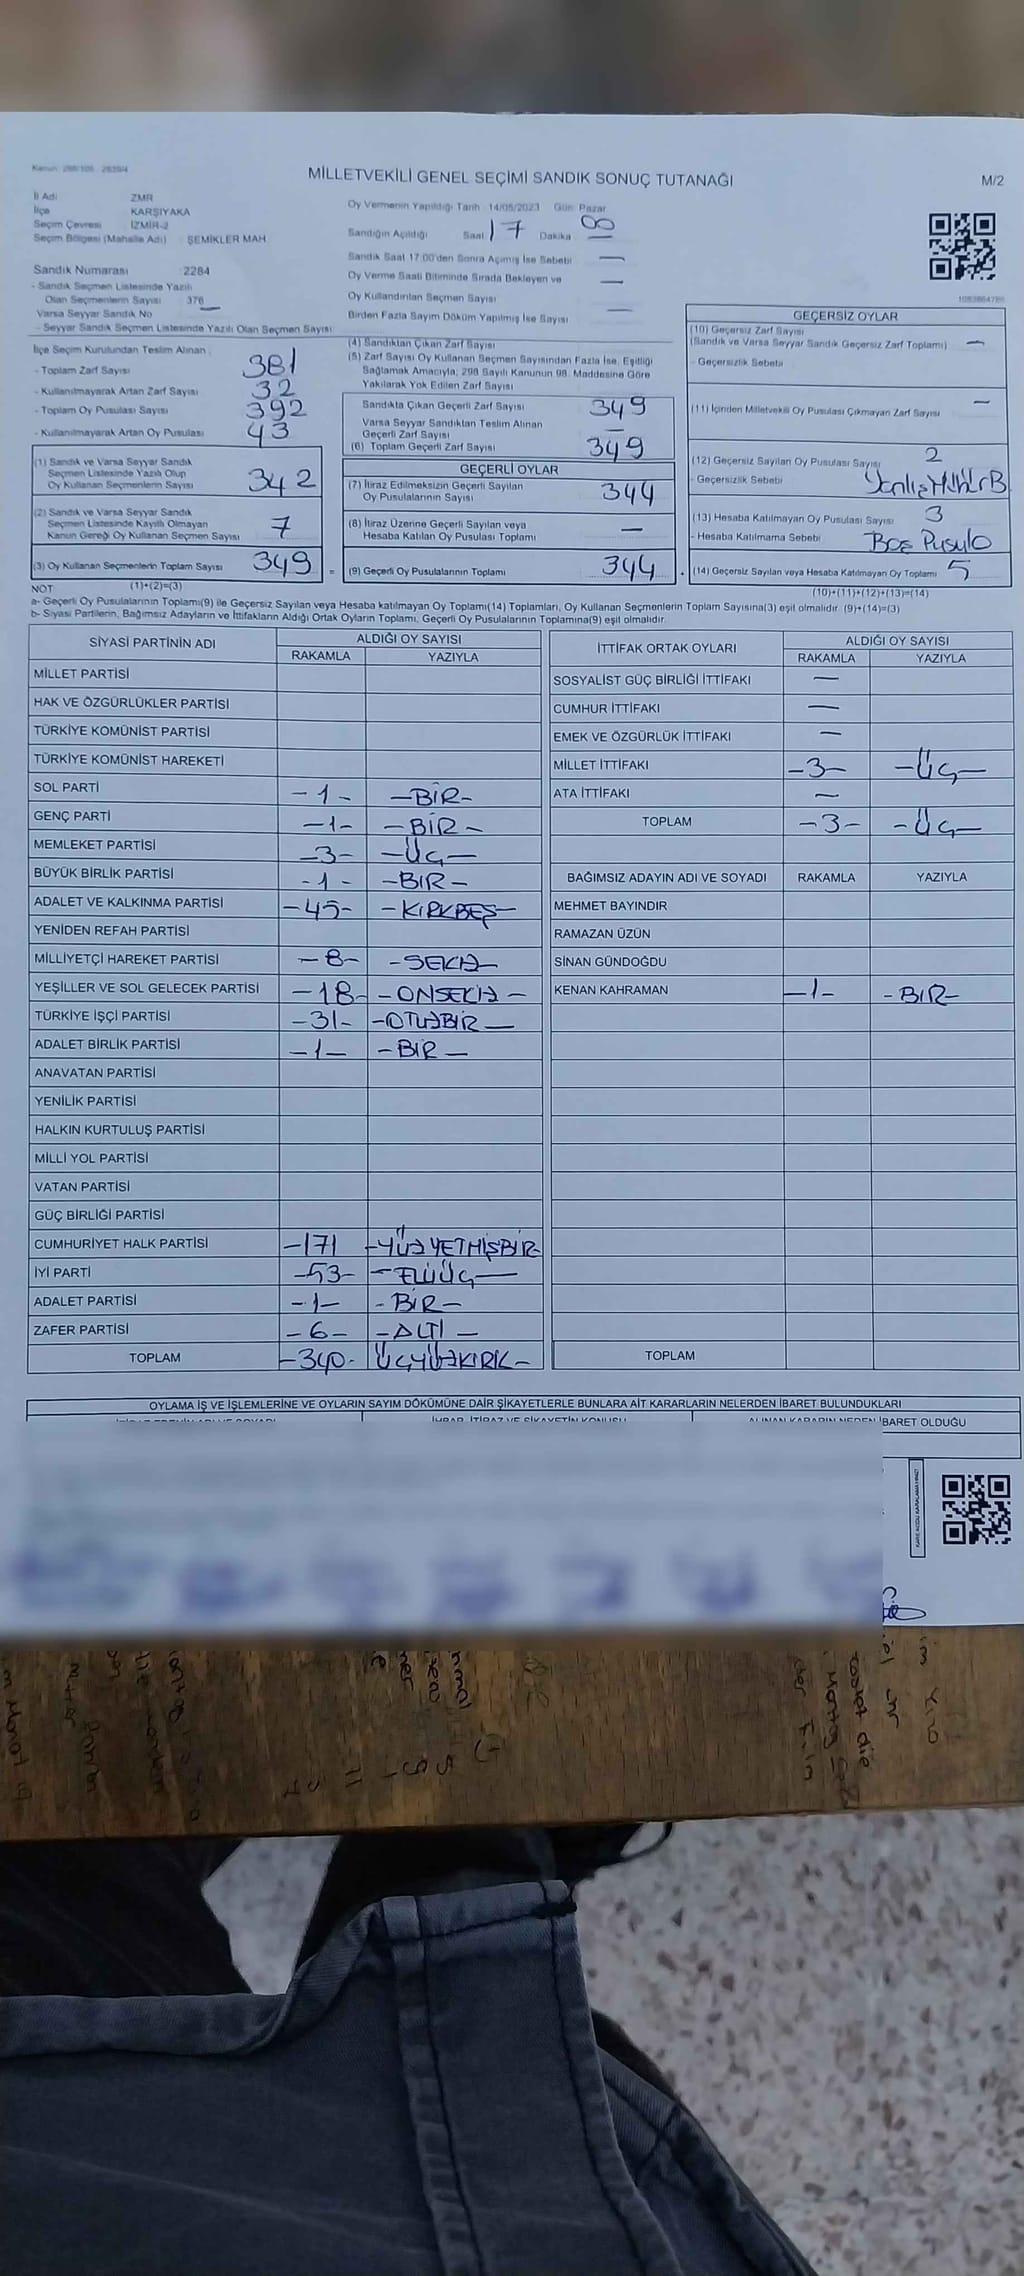 MİLLETVEKİLİ GENEL SEÇİMİ SANDIK SONUÇ TUTANAĞI
M/2
İl Adı ZMR
İlçe KARŞIYAKA
Seçim Çevresi İZMİR-2
Seçim Bölgesi (Mahalle Adı) : ŞEMİKLER MAH.
Sandık Numarası : 2284
- Sandık Seçmen Listesinde Yazılı
Olan Seçmenlerin Sayısı 376
Varsa Seyyar Sandık No —
- Seyyar Sandık Seçmen Listesinde Yazılı Olan Seçmen Sayısı
Oy Vermenin Yapıldığı Tarih 14/05/2023 Gün: Pazar
Sandığın Açıldığı Saat 17 Dakika 00
Sandık Saat 17:00'den Sonra Açımış İse Sebebi —
Oy Verme Saati Bitiminde Sırada Bekleyen ve —
Oy Kullandırılan Seçmen Sayısı
Birden Fazla Sayım Döküm Yapılmış İse Sayısı —
İlçe Seçim Kurulundan Teslim Alınan
- Toplam Zarf Sayısı 381
- Kullanılmayarak Artan Zarf Sayısı 32
- Toplam Oy Pusulası Sayısı 392
- Kullanılmayarak Artan Oy Pusulası 43
(1) Sandık ve Varsa Seyyar Sandık
Seçmen Listesinde Yazılı Olup
Oy Kullanan Seçmenlerin Sayısı 342
(2) Sandık ve Varsa Seyyar Sandık
Seçmen Listesinde Kayıtlı Olmayan
Kanun Gereği Oy Kullanan Seçmen Sayısı 7
(3) Oy Kullanan Seçmenlerin Toplam Sayısı 349 =
(1)+(2)=(3)
(4) Sandıktan Çıkan Zarf Sayısı
(5) Zarf Sayısı Oy Kullanan Seçmen Sayısından Fazla İse, Eşitliği
Sağlamak Amacıyla; 298 Sayılı Kanunun 98. Maddesine Göre
Yakılarak Yok Edilen Zarf Sayısı
Sandıkta Çıkan Geçerli Zarf Sayısı 349
Varsa Seyyar Sandıktan Teslim Alınan —
Geçerli Zarf Sayısı
(6) Toplam Geçerli Zarf Sayısı 349
GEÇERLİ OYLAR
(7) İtiraz Edilmeksizin Geçerli Sayılan
Oy Pusulalarının Sayısı 344
(8) İtiraz Üzerine Geçerli Sayılan veya
Hesaba Katılan Oy Pusulası Toplamı —
(9) Geçerli Oy Pusulalarının Toplamı 344
GEÇERSİZ OYLAR
(10) Geçersiz Zarf Sayısı
(Sandık ve Varsa Seyyar Sandık Geçersiz Zarf Toplamı) —
- Geçersizlik Sebebi
(11) İçinden Milletvekili Oy Pusulası Çıkmayan Zarf Sayısı —
(12) Geçersiz Sayılan Oy Pusulası Sayısı 2
- Geçersizlik Sebebi
(13) Hesaba Katılmayan Oy Pusulası Sayısı 3
- Hesaba Katılmama Sebebi Boş Pusula
(14) Geçersiz Sayılan veya Hesaba Katılmayan Oy Toplamı 5
(10)+(11)+(12)+(13)=(14)
NOT
a- Geçerli Oy Pusulalarının Toplamı(9) ile Geçersiz Sayılan veya Hesaba katılmayan Oy Toplamı(14) Toplamları, Oy Kullanan Seçmenlerin Toplam Sayısına(3) eşit olmalıdır. (9)+(14)=(3)
b- Siyasi Partilerin, Bağımsız Adayların ve İttifakların Aldığı Ortak Oyların Toplamı, Geçerli Oy Pusulalarının Toplamına(9) eşit olmalıdır.
SİYASİ PARTİNİN ADI ALDIĞI OY SAYISI
RAKAMLA YAZIYLA
MİLLET PARTİSİ
HAK VE ÖZGÜRLÜKLER PARTİSİ
TÜRKİYE KOMÜNİST PARTİSİ
TÜRKİYE KOMÜNİST HAREKETİ
SOL PARTİ -1- -BİR-
GENÇ PARTİ -1- -BİR-
MEMLEKET PARTİSİ -3- -ÜÇ-
BÜYÜK BİRLİK PARTİSİ -1- -BIR-
ADALET VE KALKINMA PARTİSİ -45- -KIRKBEŞ-
YENİDEN REFAH PARTİSİ
MİLLİYETÇİ HAREKET PARTİSİ -8- -SEKİZ-
YEŞİLLER VE SOL GELECEK PARTİSİ -18- -ONSEKİZ-
TÜRKİYE İŞÇİ PARTİSİ -31- -OTUZBİR-
ADALET BİRLİK PARTİSİ -1- -BIR-
ANAVATAN PARTİSİ
YENİLİK PARTİSİ
HALKIN KURTULUŞ PARTİSİ
MİLLİ YOL PARTİSİ
VATAN PARTİSİ
GÜÇ BİRLİĞİ PARTİSİ
CUMHURİYET HALK PARTİSİ -171 -YÜZYETMİŞBİR-
İYİ PARTİ -53- -ELLİÜÇ-
ADALET PARTİSİ -1- -BİR-
ZAFER PARTİSİ -6- -ALTI-
TOPLAM -340- ÜÇYÜZKIRK-
İTTİFAK ORTAK OYLARI ALDIĞI OY SAYISI
RAKAMLA YAZIYLA
SOSYALİST GÜÇ BİRLİĞİ İTTİFAKI —
CUMHUR İTTİFAKI —
EMEK VE ÖZGÜRLÜK İTTİFAKI —
MİLLET İTTİFAKI -3- -ÜÇ-
ATA İTTİFAKI —
TOPLAM -3- -ÜÇ-
BAĞIMSIZ ADAYIN ADI VE SOYADI RAKAMLA YAZIYLA
MEHMET BAYINDIR
RAMAZAN ÜZÜN
SİNAN GÜNDOĞDU
KENAN KAHRAMAN -1- -BIR-
TOPLAM
OYLAMA İŞ VE İŞLEMLERİNE VE OYLARIN SAYIM DÖKÜMÜNE DAİR ŞİKAYETLERLE BUNLARA AİT KARARLARIN NELERDEN İBARET BULUNDUKLARI
İHBAR, İTİRAZ VE ŞİKAYETİN KONUSU
ALINAN KARARIN NEDEN İBARET OLDUĞU